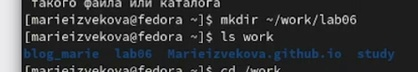 такого файла или каталога
[marieizvekova@fedora ~]$ mkdir ~/work/lab06
[marieizvekova@fedora ~]$ ls work
blog_marie lab06 Marieizvekova.github.io study
[marieizvekova@fedora ~]$ cd /work